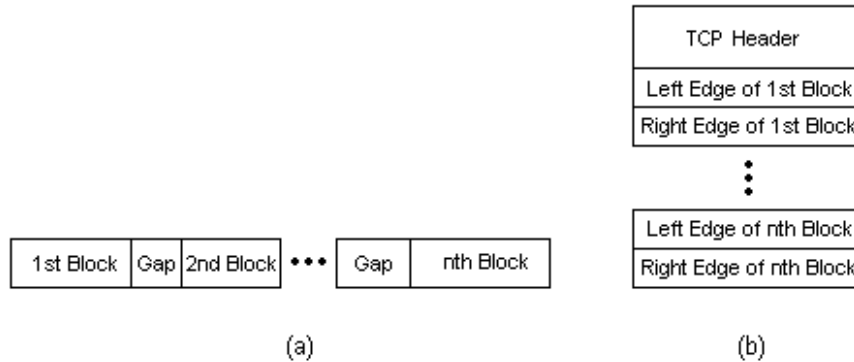 TCP Header
Left Edge of 1st Block
Right Edge of 1st Block
Left Edge of nth Block
Right Edge of nth Block
1st Block Gap 2nd Block Gap nth Block
(a) (b)